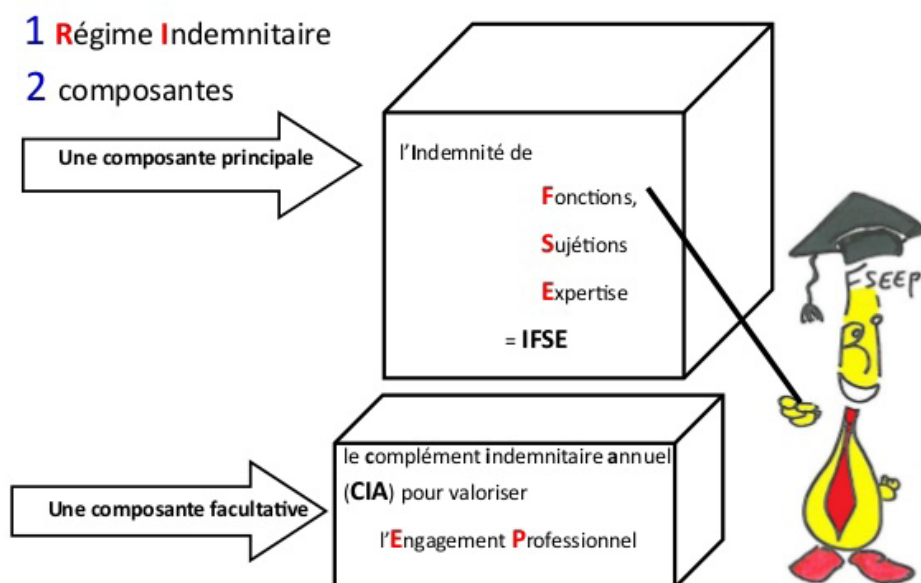 1 Régime Indemnitaire
2 composantes
Une composante principale
l'Indemnité de
Fonctions,
Sujétions
Expertise
= IFSE
FSEEP
Une composante facultative
le complément indemnitaire annuel
(CIA) pour valoriser
l'Engagement Professionnel